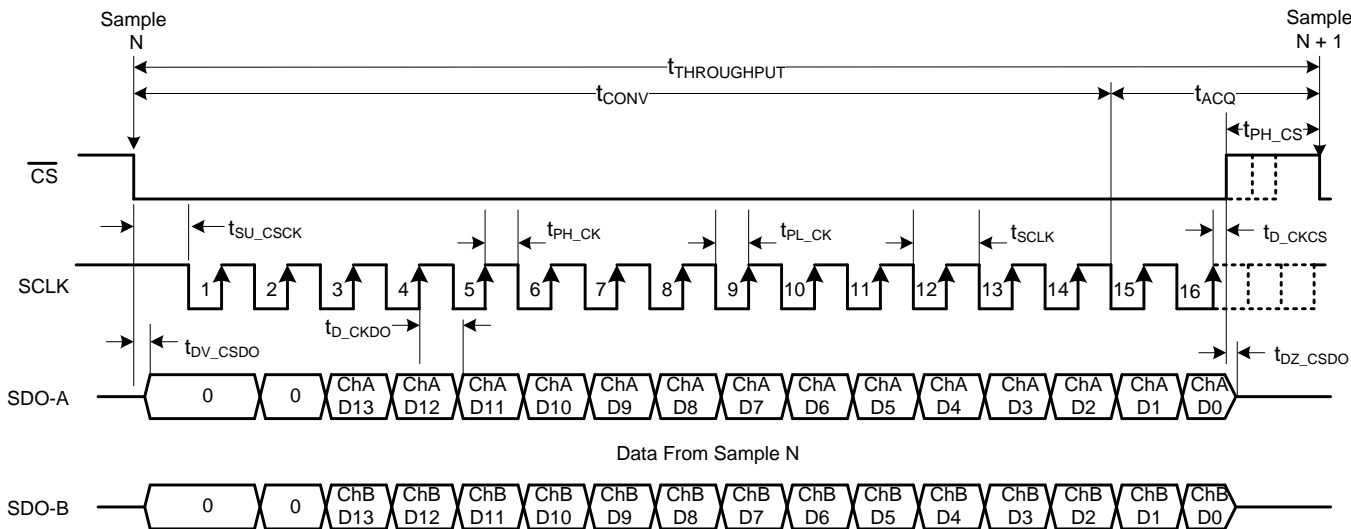 Sample N
Sample N + 1
tTHROUGHPUT
tCONV
tACQ
tPH_CS
CS
tSU_CSCK
tPH_CK
tPL_CK
tSCLK
tD_CKCS
SCLK
1 2 3 4 5 6 7 8 9 10 11 12 13 14 15 16
tD_CKDO
tDV_CSDO
tDZ_CSDO
SDO-A
0 0 ChA D13 ChA D12 ChA D11 ChA D10 ChA D9 ChA D8 ChA D7 ChA D6 ChA D5 ChA D4 ChA D3 ChA D2 ChA D1 ChA D0
Data From Sample N
SDO-B
0 0 ChB D13 ChB D12 ChB D11 ChB D10 ChB D9 ChB D8 ChB D7 ChB D6 ChB D5 ChB D4 ChB D3 ChB D2 ChB D1 ChB D0